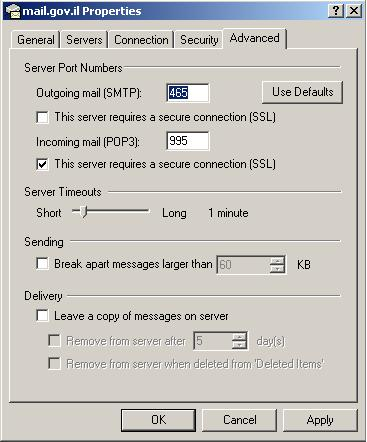 mail.gov.il Properties
General Servers Connection Security Advanced
Server Port Numbers
Outgoing mail (SMTP): 465 Use Defaults
This server requires a secure connection (SSL)
Incoming mail (POP3): 995
This server requires a secure connection (SSL)
Server Timeouts
Short Long 1 minute
Sending
Break apart messages larger than 60 KB
Delivery
Leave a copy of messages on server
Remove from server after 5 day(s)
Remove from server when deleted from 'Deleted Items'
OK Cancel Apply